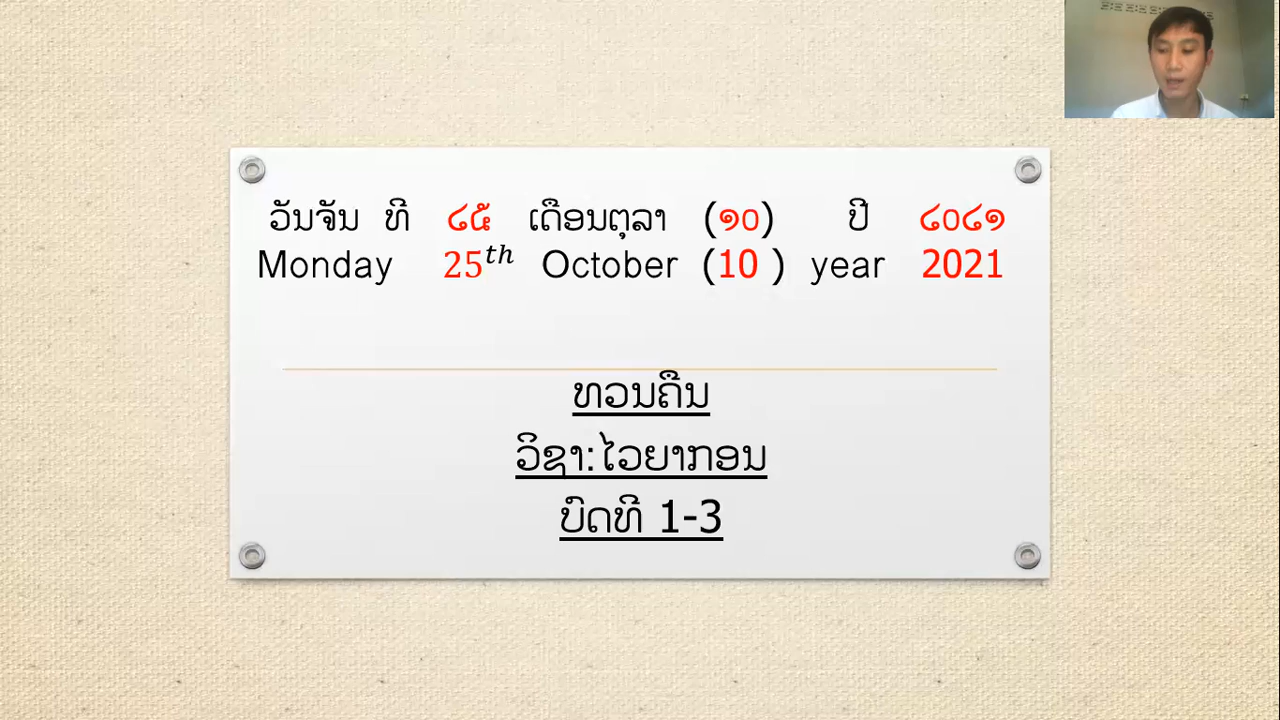 ວັນຈັນ ທີ ໒໕ ເດືອນຕຸລາ (໑໐) ປີ ໒໐໒໑
Monday 25th October (10 ) year 2021
ທວນຄືນ
ວິຊາ:ໄວຍາກອນ
ບົດທີ 1-3